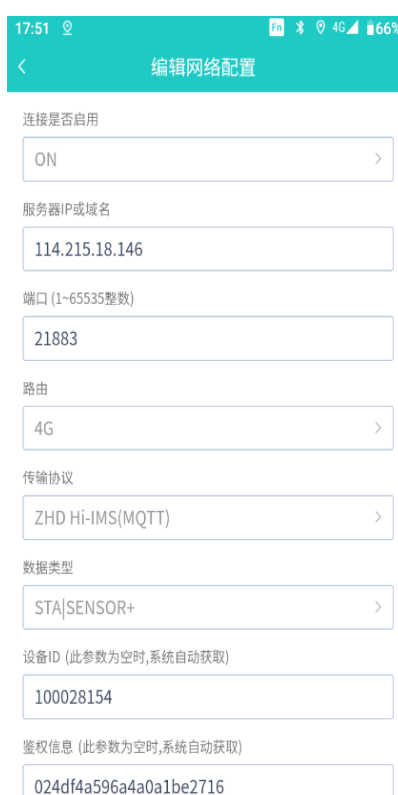 17:51
Fn 4G 66%
编辑网络配置
连接是否启用
ON
服务器IP或域名
114.215.18.146
端口 (1~65535整数)
21883
路由
4G
传输协议
ZHD Hi-IMS(MQTT)
数据类型
STA|SENSOR+
设备ID (此参数为空时,系统自动获取)
100028154
鉴权信息 (此参数为空时,系统自动获取)
024df4a596a4a0a1be2716